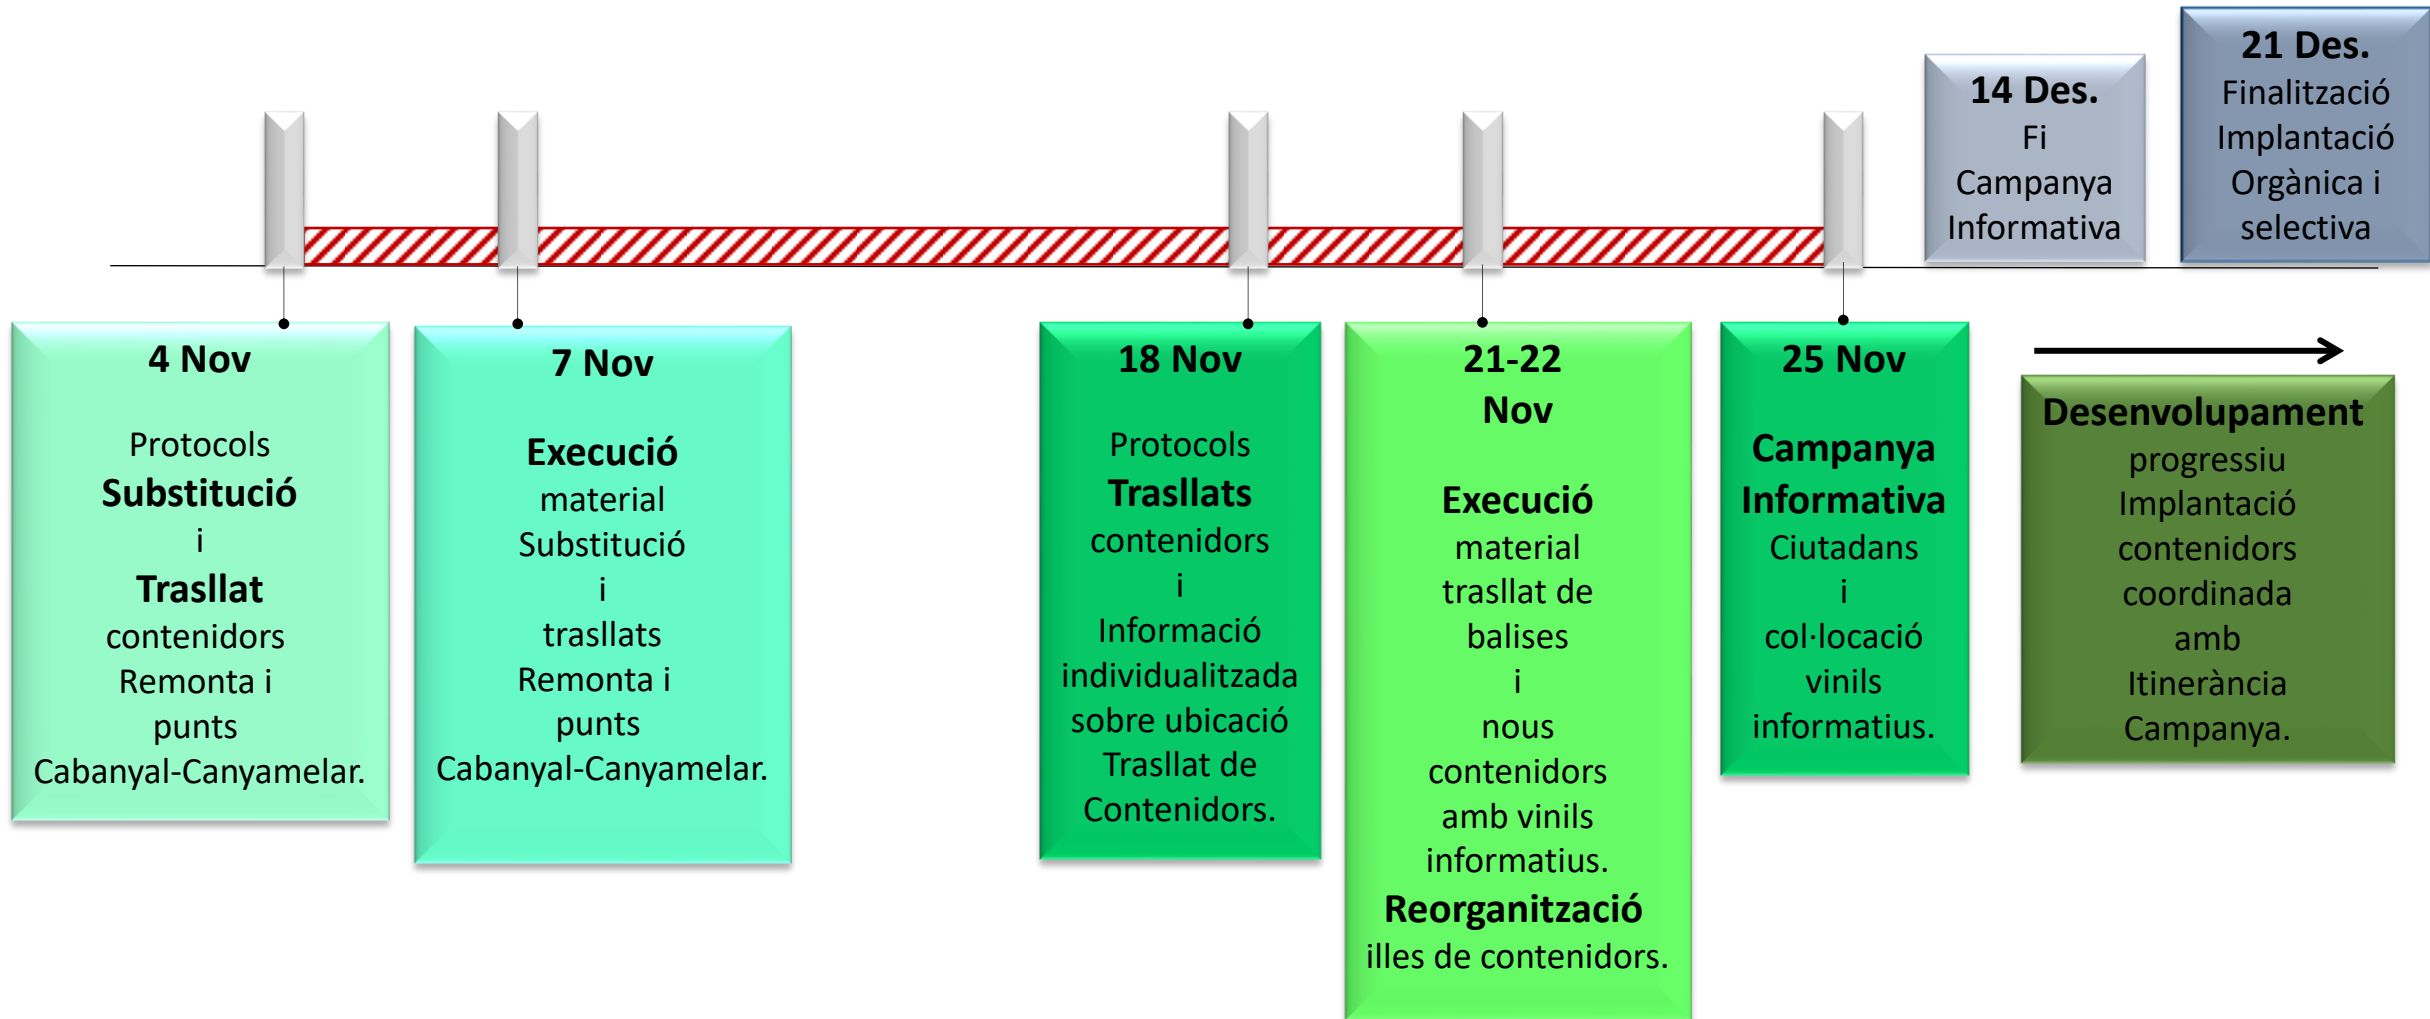 14 Des.
Fi
Campanya
Informativa
21 Des.
Finalització
Implantació
Orgànica i
selectiva
4 Nov
Protocols
Substitució
i
Trasllat
contenidors
Remonta i
punts
Cabanyal-Canyamelar.
7 Nov
Execució
material
Substitució
i
trasllats
Remonta i
punts
Cabanyal-Canyamelar.
18 Nov
Protocols
Trasllats
contenidors
i
Informació
individualitzada
sobre ubicació
Trasllat de
Contenidors.
21-22
Nov
Execució
material
trasllat de
balises
i
nous
contenidors
amb vinils
informatius.
Reorganització
illes de contenidors.
25 Nov
Campanya
Informativa
Ciutadans
i
col·locació
vinils
informatius.
Desenvolupament
progressiu
Implantació
contenidors
coordinada
amb
Itinerància
Campanya.